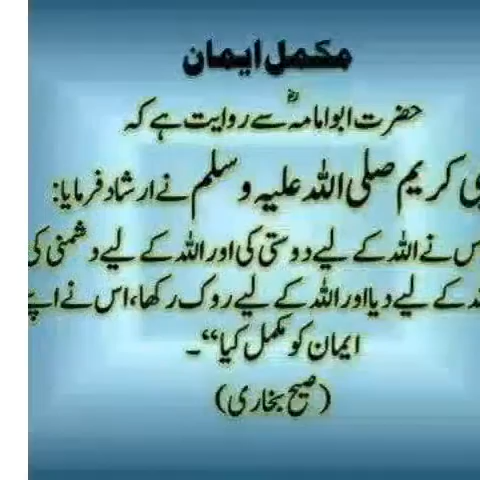 مکمل ایمان
حضرت ابو امامہؓ سے روایت ہے کہ
کریم صلی اللہ علیہ وسلم نے ارشاد فرمایا:
نے اللہ کے لیے دوستی کی اور اللہ کے لیے دشمنی کی
کے لیے دیا اور اللہ کے لیے روک رکھا، اس نے
ایمان کو مکمل کیا“۔
(صحیح بخاری)